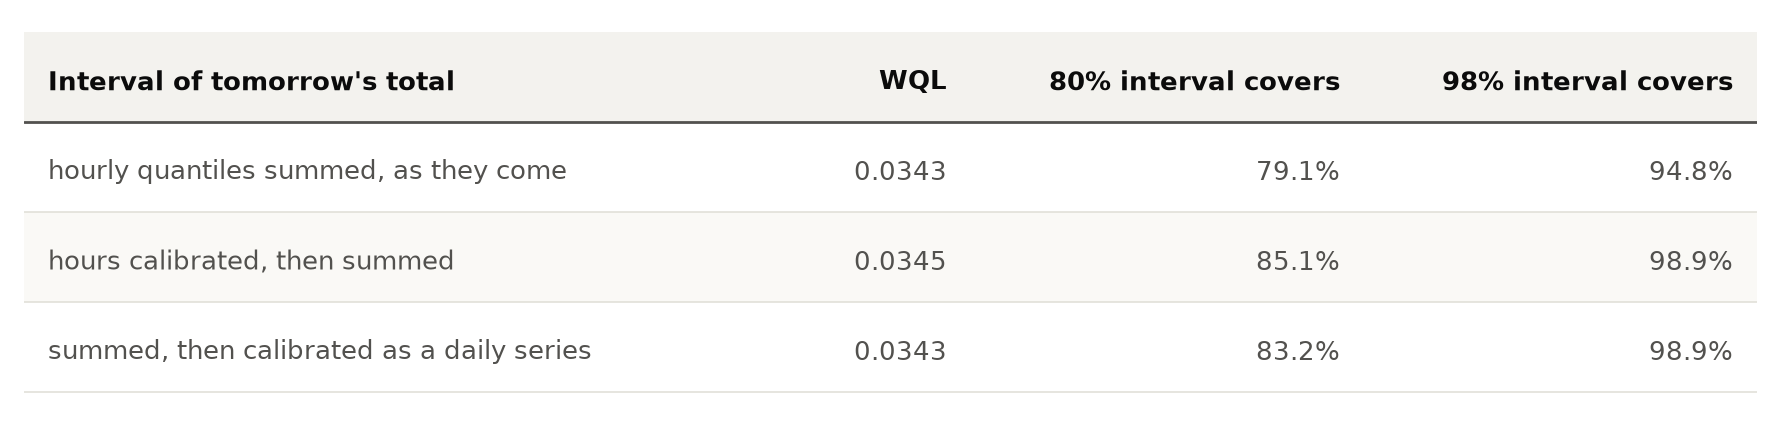 Interval of tomorrow's total WQL 80% interval covers 98% interval covers
hourly quantiles summed, as they come 0.0343 79.1% 94.8%
hours calibrated, then summed 0.0345 85.1% 98.9%
summed, then calibrated as a daily series 0.0343 83.2% 98.9%